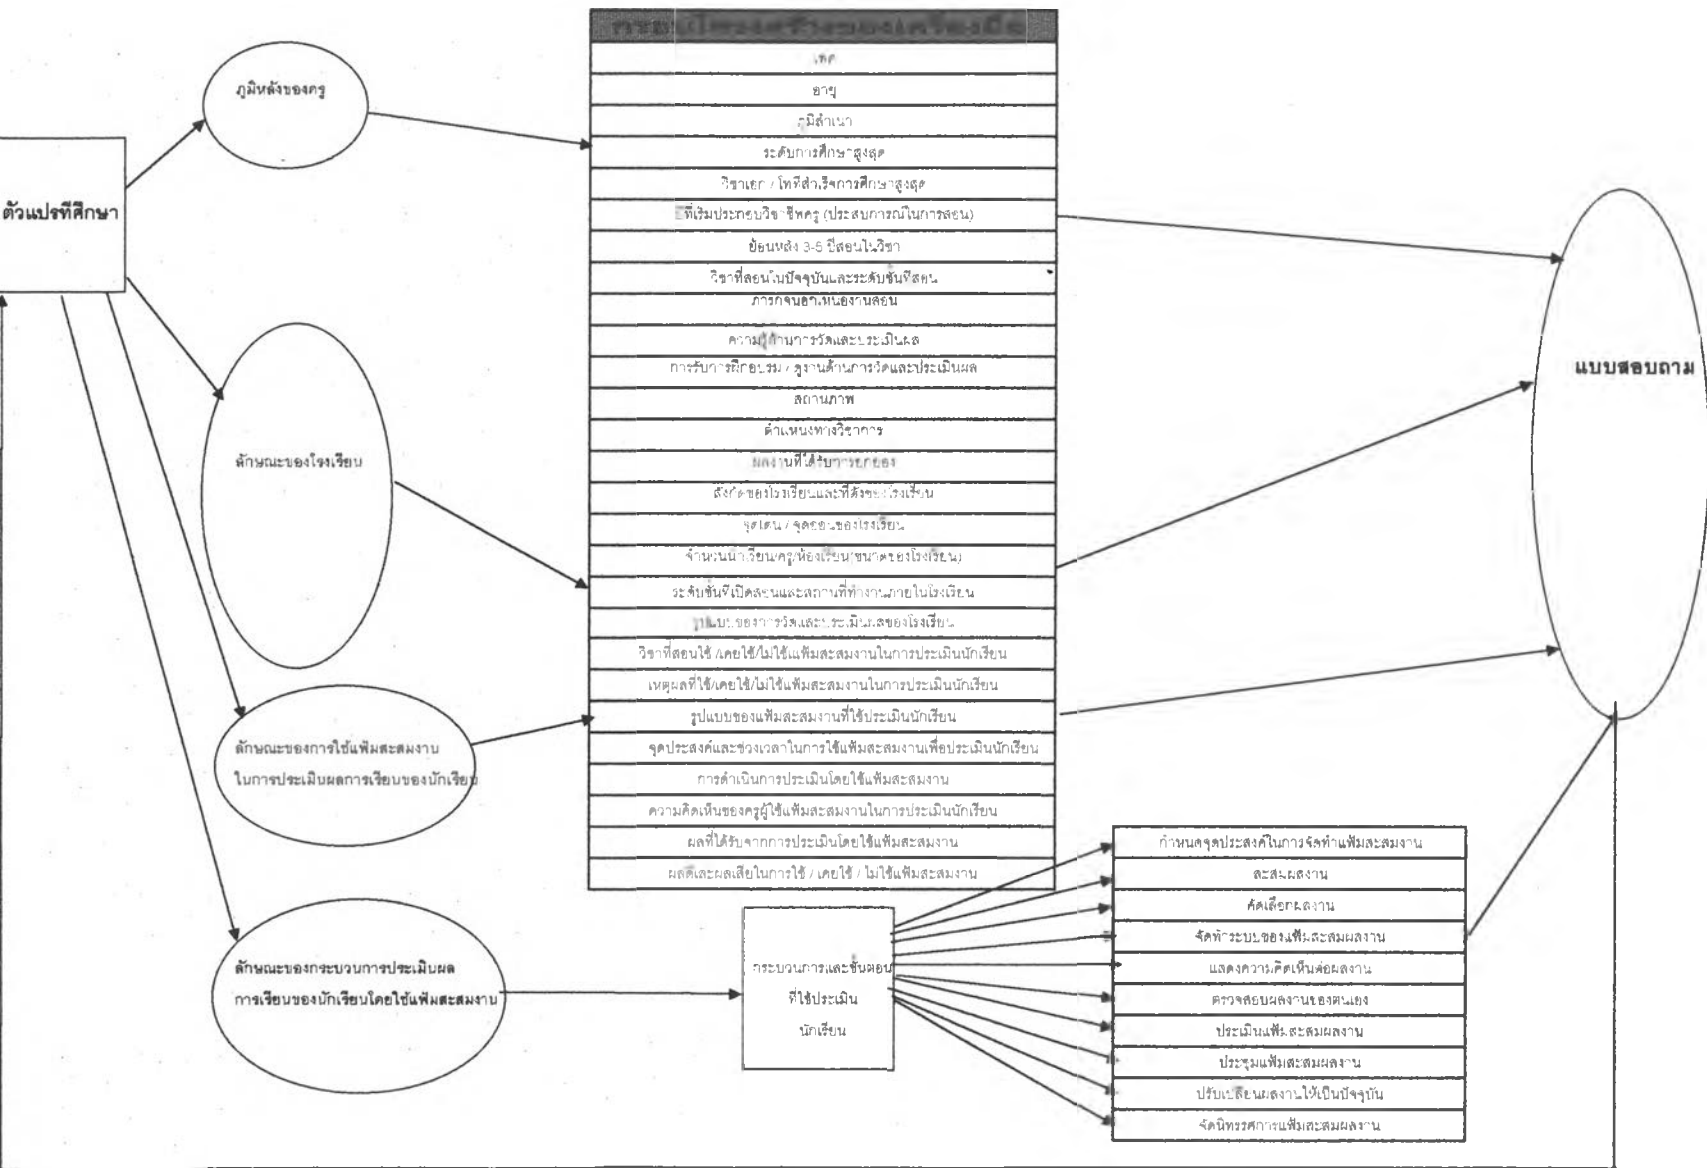 กรอบโครงสร้างของเครื่องมือ
เพศ
ภูมิหลังของครู
อายุ
ภูมิลำเนา
ระดับการศึกษาสูงสุด
วิชาเอก / โทที่สำเร็จการศึกษาสูงสุด
ตัวแปรที่ศึกษา
ปีที่เริ่มประกอบวิชาชีพครู (ประสบการณ์ในการสอน)
ย้อนหลัง 3-5 ปีสอนในวิชา
วิชาที่สอนในปัจจุบันและระดับชั้นที่สอน
ภารกิจนอกเหนืองานสอน
ความรู้ด้านการวัดและประเมินผล
การรับการฝึกอบรม / ดูงานด้านการวัดและประเมินผล
แบบสอบถาม
สถานภาพ
ตำแหน่งทางวิชาการ
ผลงานที่ได้รับการยกย่อง
ลักษณะของโรงเรียน
สังกัดของโรงเรียนและที่ตั้งของโรงเรียน
จุดเด่น / จุดอ่อนของโรงเรียน
จำนวนนักเรียน/ครู/ห้องเรียน(ขนาดของโรงเรียน)
ระดับชั้นที่เปิดสอนและสถานที่ทำงานภายในโรงเรียน
รูปแบบของการวัดและประเมินผลของโรงเรียน
วิชาที่สอนใช้ /เคยใช้/ไม่ใช้แฟ้มสะสมงานในการประเมินนักเรียน
เหตุผลที่ใช้/เคยใช้/ไม่ใช้แฟ้มสะสมงานในการประเมินนักเรียน
รูปแบบของแฟ้มสะสมงานที่ใช้ประเมินนักเรียน
ลักษณะของการใช้แฟ้มสะสมงาน
ในการประเมินผลการเรียนของนักเรียน
จุดประสงค์และช่วงเวลาในการใช้แฟ้มสะสมงานเพื่อประเมินนักเรียน
การดำเนินการประเมินโดยใช้แฟ้มสะสมงาน
ความคิดเห็นของครูผู้ใช้แฟ้มสะสมงานในการประเมินนักเรียน
ผลที่ได้รับจากการประเมินโดยใช้แฟ้มสะสมงาน
ผลดีและผลเสียในการใช้ / เคยใช้ / ไม่ใช้แฟ้มสะสมงาน
ลักษณะของกระบวนการประเมินผล
การเรียนของนักเรียนโดยใช้แฟ้มสะสมงาน
กระบวนการและขั้นตอน
ที่ใช้ประเมิน
นักเรียน
กำหนดจุดประสงค์ในการจัดทำแฟ้มสะสมงาน
สะสมผลงาน
คัดเลือกผลงาน
จัดทำระบบของแฟ้มสะสมผลงาน
แสดงความคิดเห็นต่อผลงาน
ตรวจสอบผลงานของตนเอง
ประเมินแฟ้มสะสมผลงาน
ประชุมแฟ้มสะสมผลงาน
ปรับเปลี่ยนผลงานให้เป็นปัจจุบัน
จัดนิทรรศการแฟ้มสะสมผลงาน